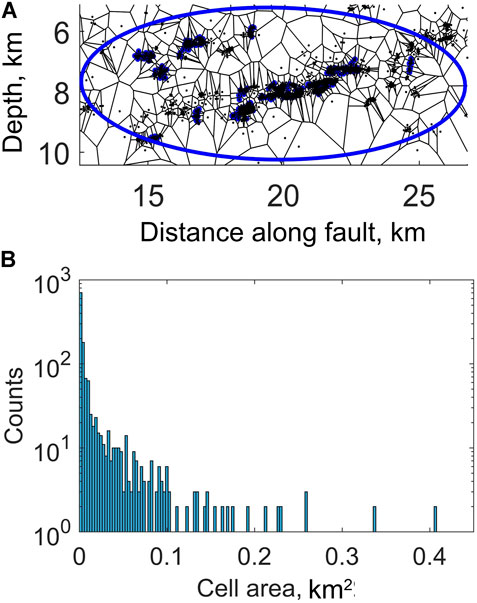 A
6
8
10
Depth, km
15 20 25
Distance along fault, km
B
10³
10²
10¹
10⁰
Counts
0 0.1 0.2 0.3 0.4
Cell area, km²